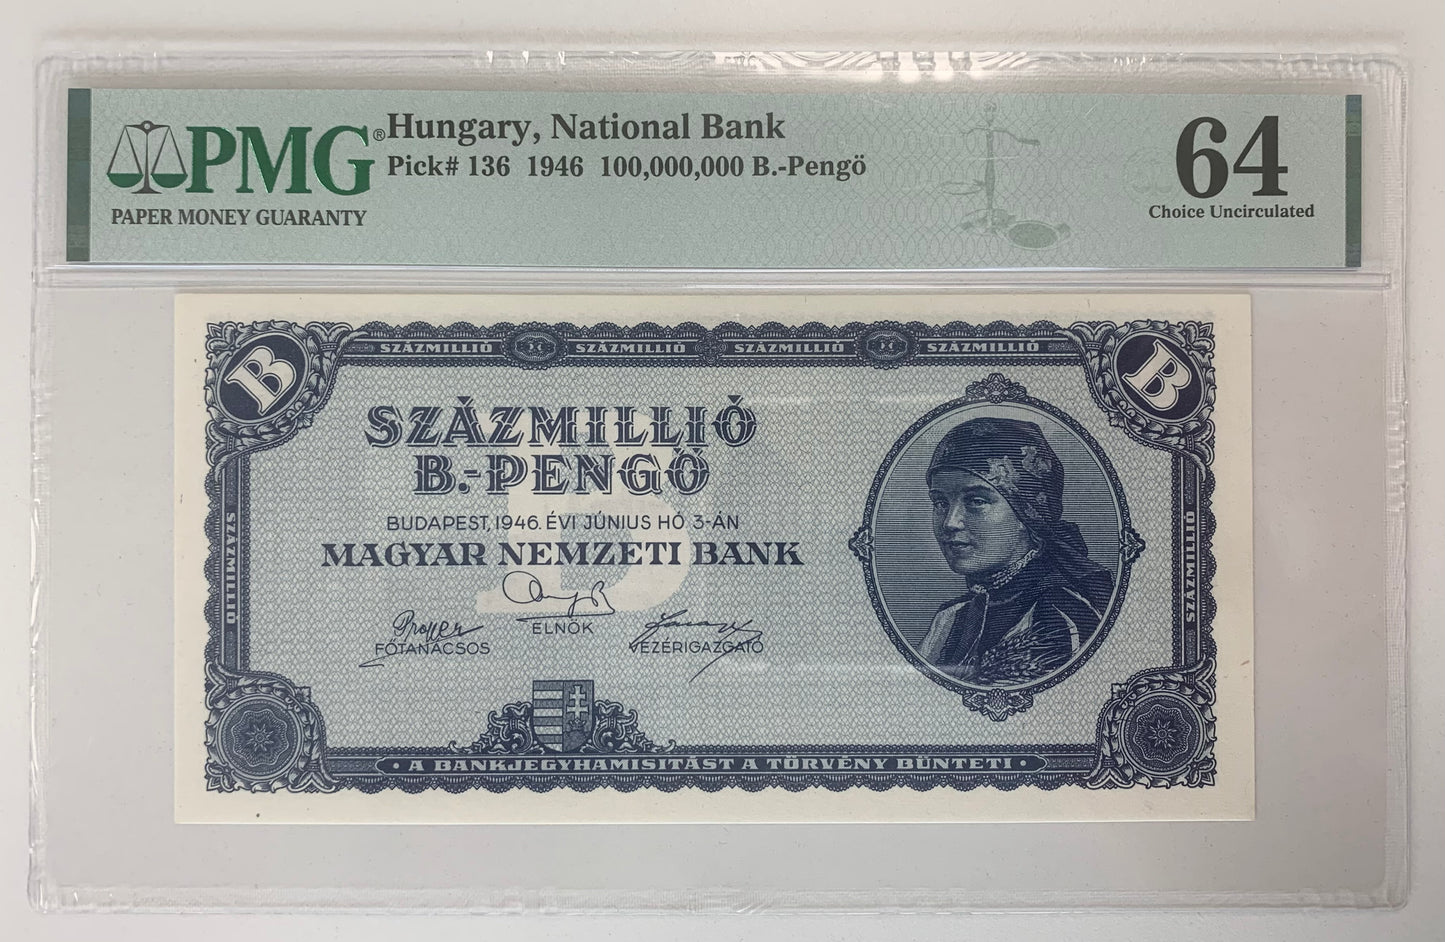 PMG®
PAPER MONEY GUARANTY
Hungary, National Bank
Pick# 136 1946 100,000,000 B.-Pengö
64
Choice Uncirculated
B
SZÁZMILLIÓ SZÁZMILLIÓ SZÁZMILLIÓ SZÁZMILLIÓ
B
SZÁZMILLIÓ
B.-PENGŐ
BUDAPEST, 1946. ÉVI JÚNIUS HÓ 3-ÁN
MAGYAR NEMZETI BANK
FŐTANÁCSOS
ELNÖK
VEZÉRIGAZGATÓ
SZÁZMILLIÓ
SZÁZMILLIÓ
• A BANKJEGYHAMISITÁST A TÖRVÉNY BÜNTETI •